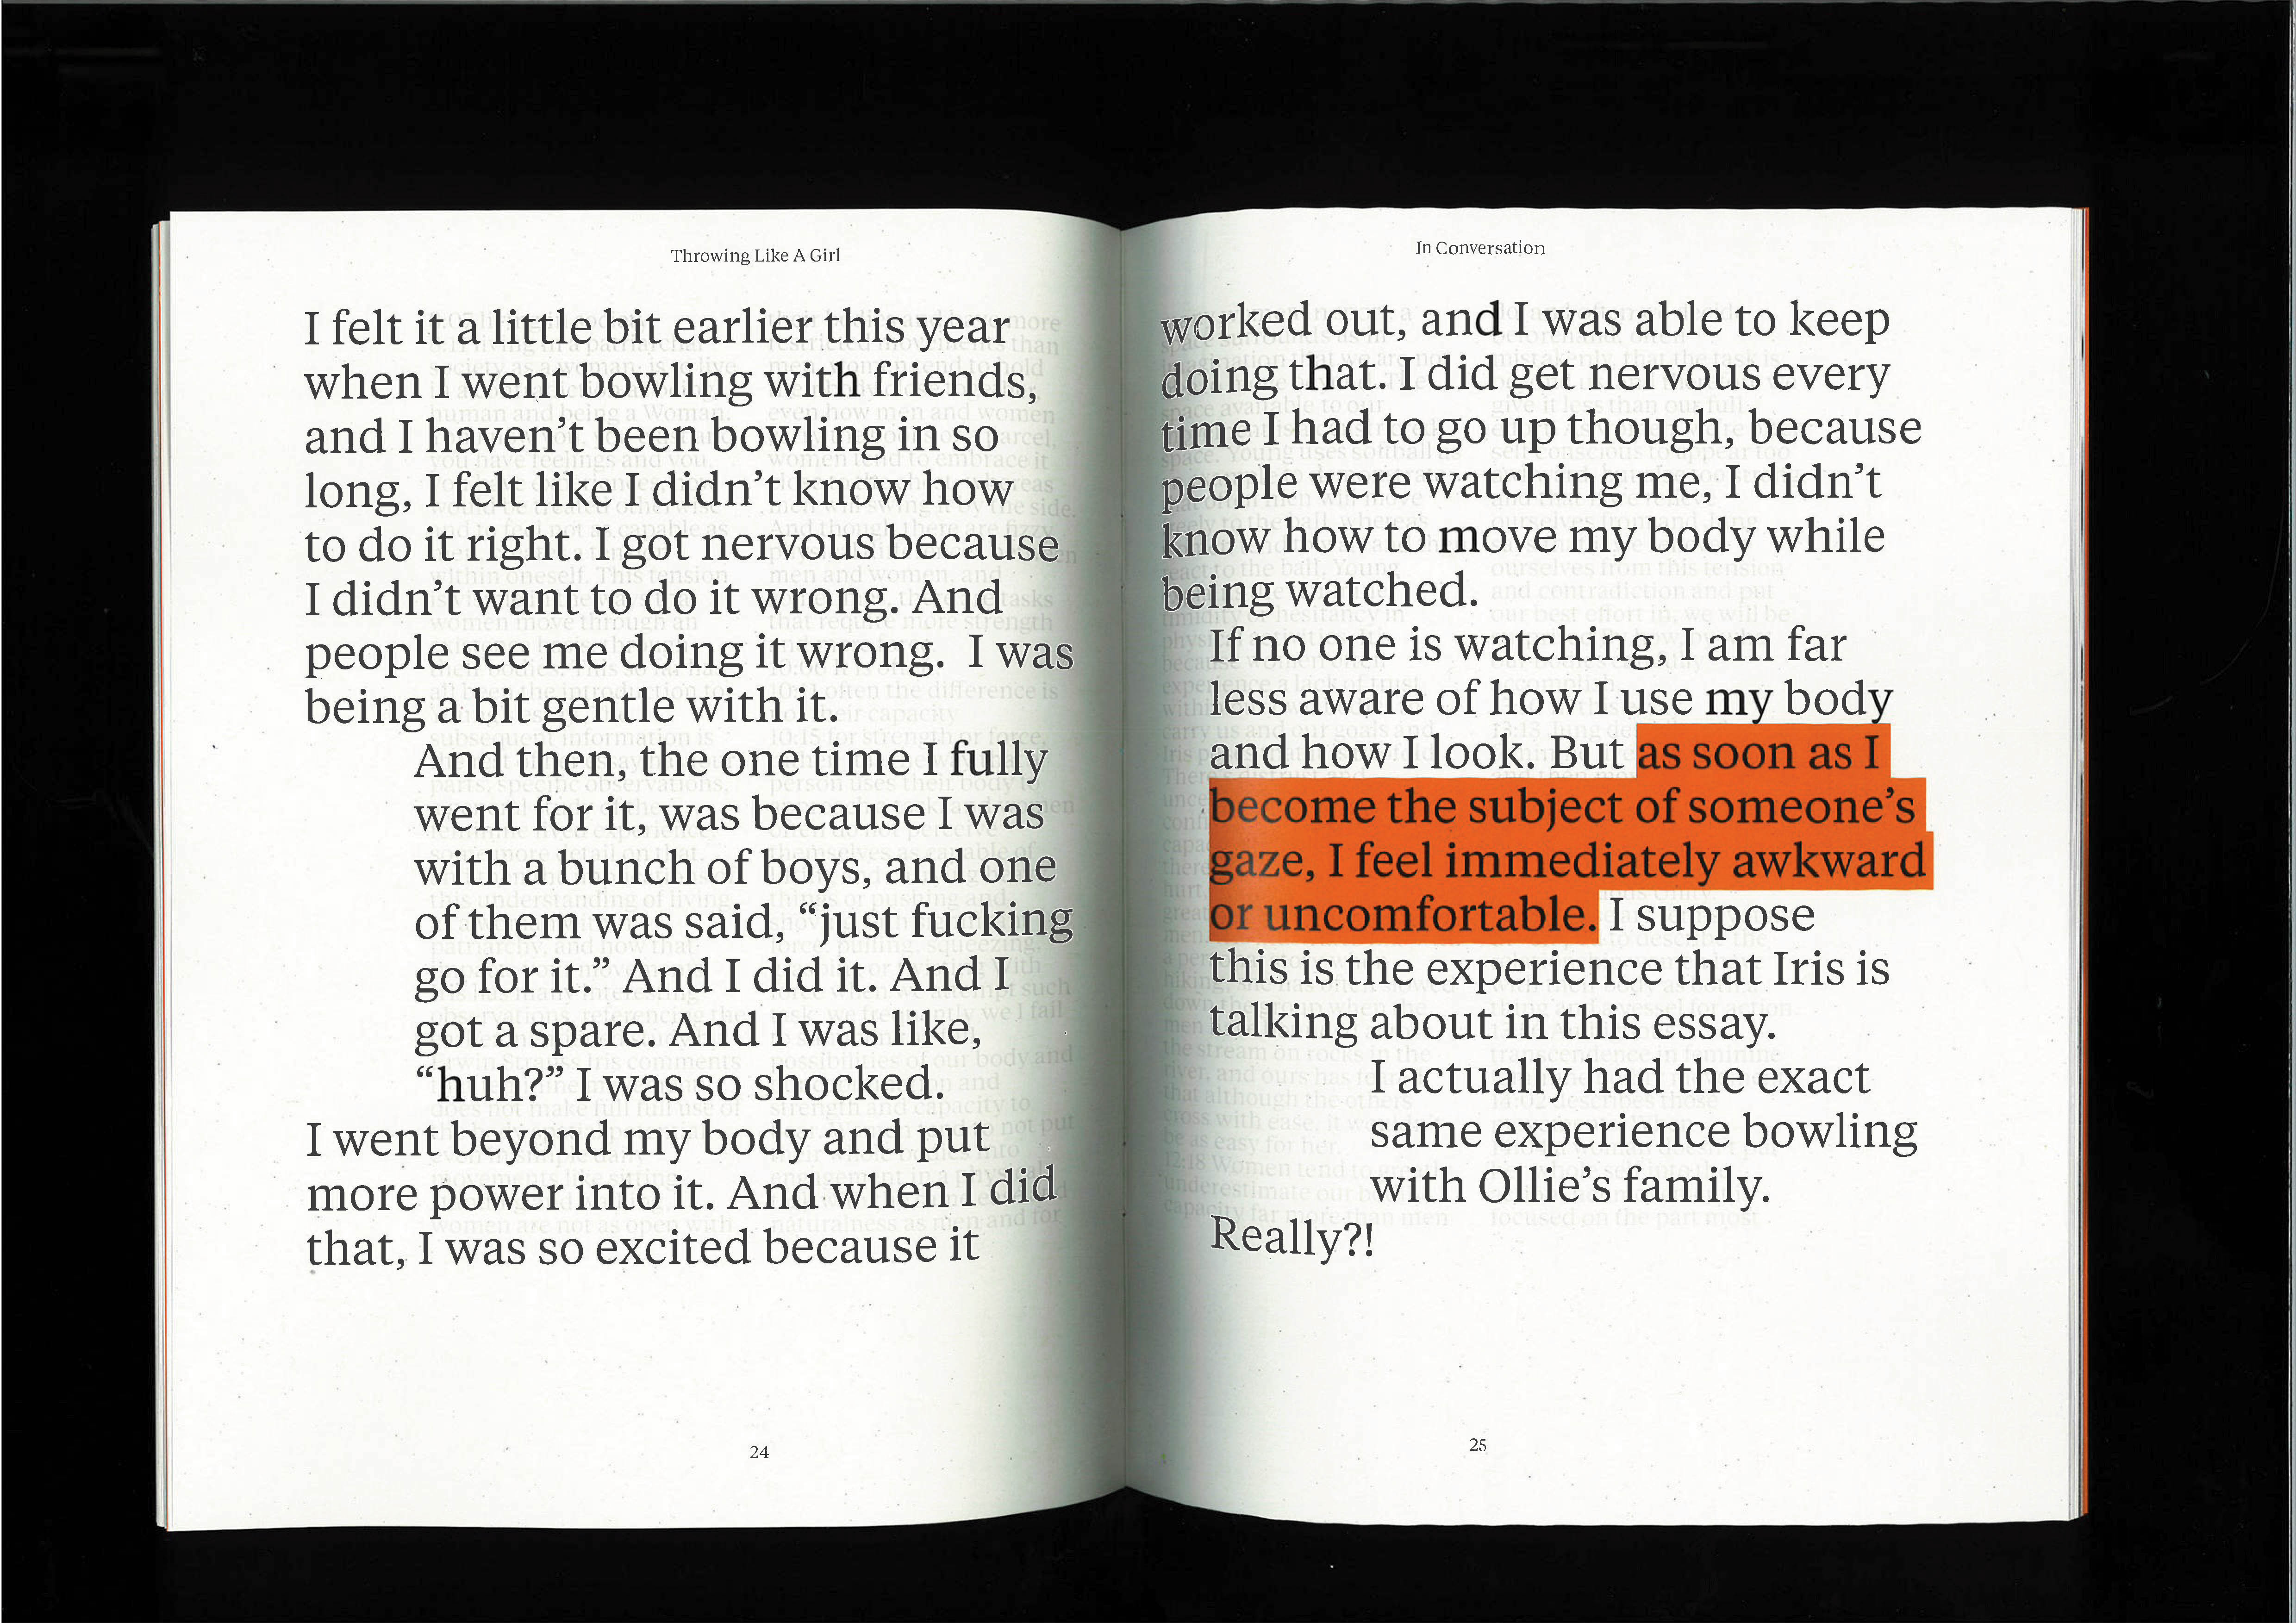 Throwing Like A Girl
I felt it a little bit earlier this year
when I went bowling with friends,
and I haven’t been bowling in so
long, I felt like I didn’t know how
to do it right. I got nervous because
I didn’t want to do it wrong. And
people see me doing it wrong.  I was
being a bit gentle with it.
And then, the one time I fully
went for it, was because I was
with a bunch of boys, and one
of them was said, “just fucking
go for it.” And I did it. And I
got a spare. And I was like,
“huh?” I was so shocked.
I went beyond my body and put
more power into it. And when I did
that, I was so excited because it
24
In Conversation
worked out, and I was able to keep
doing that. I did get nervous every
time I had to go up though, because
people were watching me, I didn’t
know how to move my body while
being watched.
If no one is watching, I am far
less aware of how I use my body
and how I look. But as soon as I
become the subject of someone’s
gaze, I feel immediately awkward
or uncomfortable. I suppose
this is the experience that Iris is
talking about in this essay.
I actually had the exact
same experience bowling
with Ollie’s family.
Really?!
25